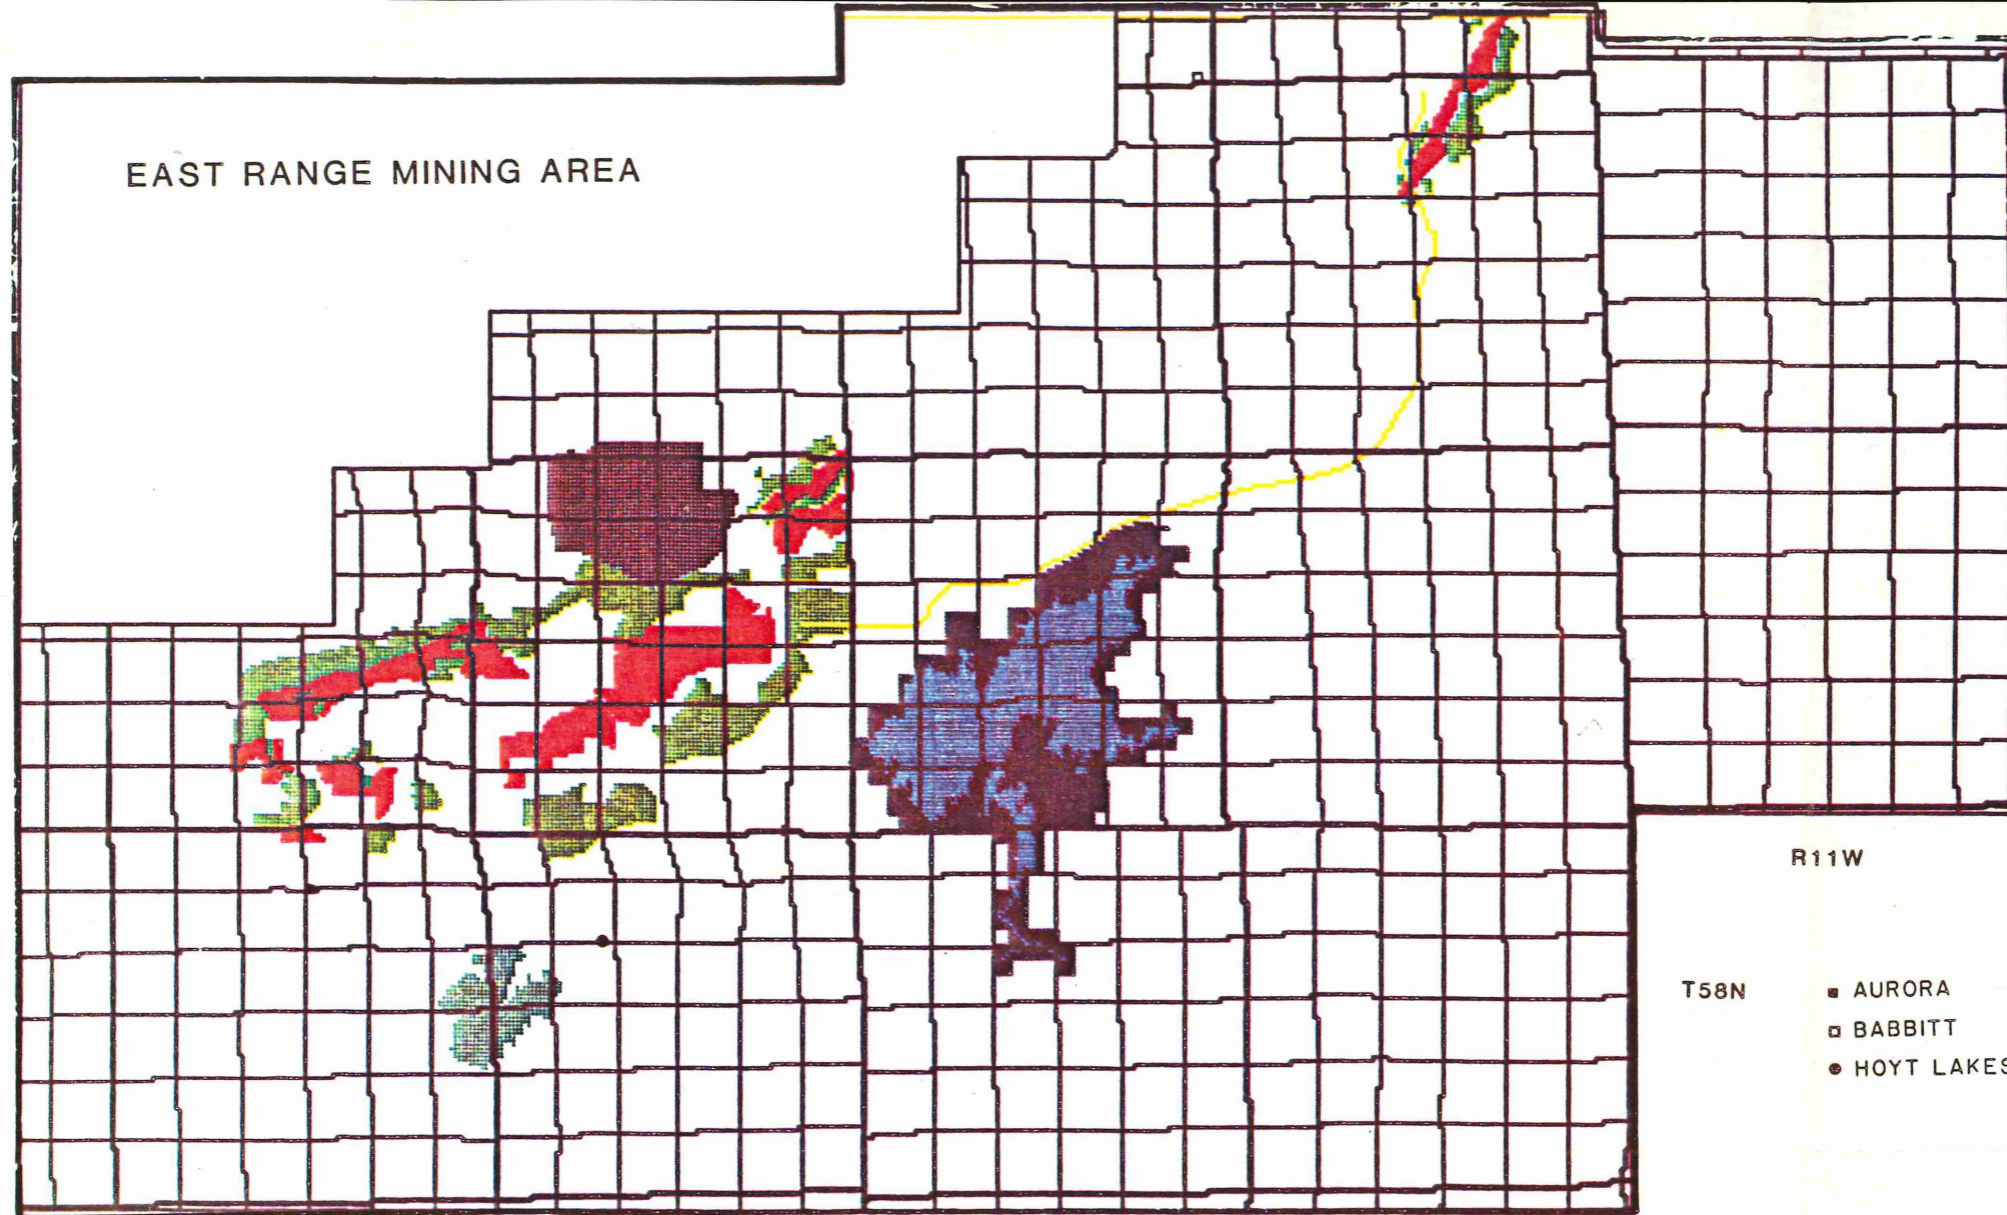 EAST RANGE MINING AREA
R11W
T58N
AURORA
BABBITT
HOYT LAKES